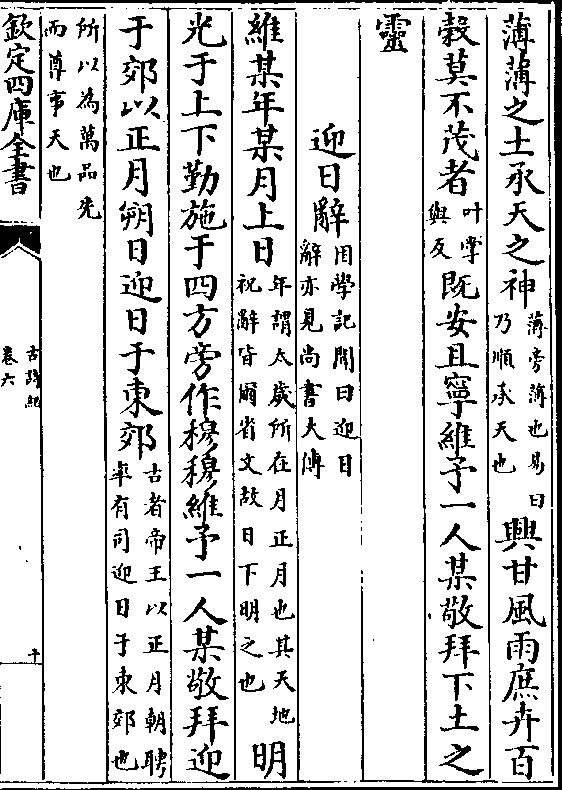 薄薄之土承天之神薄旁薄也易曰乃順承天也興甘風雨庶卉百
穀莫不茂者叶掌與反既安且寧維予一人某敬拜下土之
靈
迎日辭困學記聞曰迎日辭亦見尚書大傳
維某年某月上日年謂太歲所在月正月也其天地祝辭皆爾省文故日下明之也明
光于上下勤施于四方旁作穆穆維予一人某敬拜迎
于郊以正月朔日迎日于東郊古者帝王以正月朝聘率有司迎日于東郊也
所以為萬品先而尊事天也
欽定四庫全書
古詩紀
卷六
十